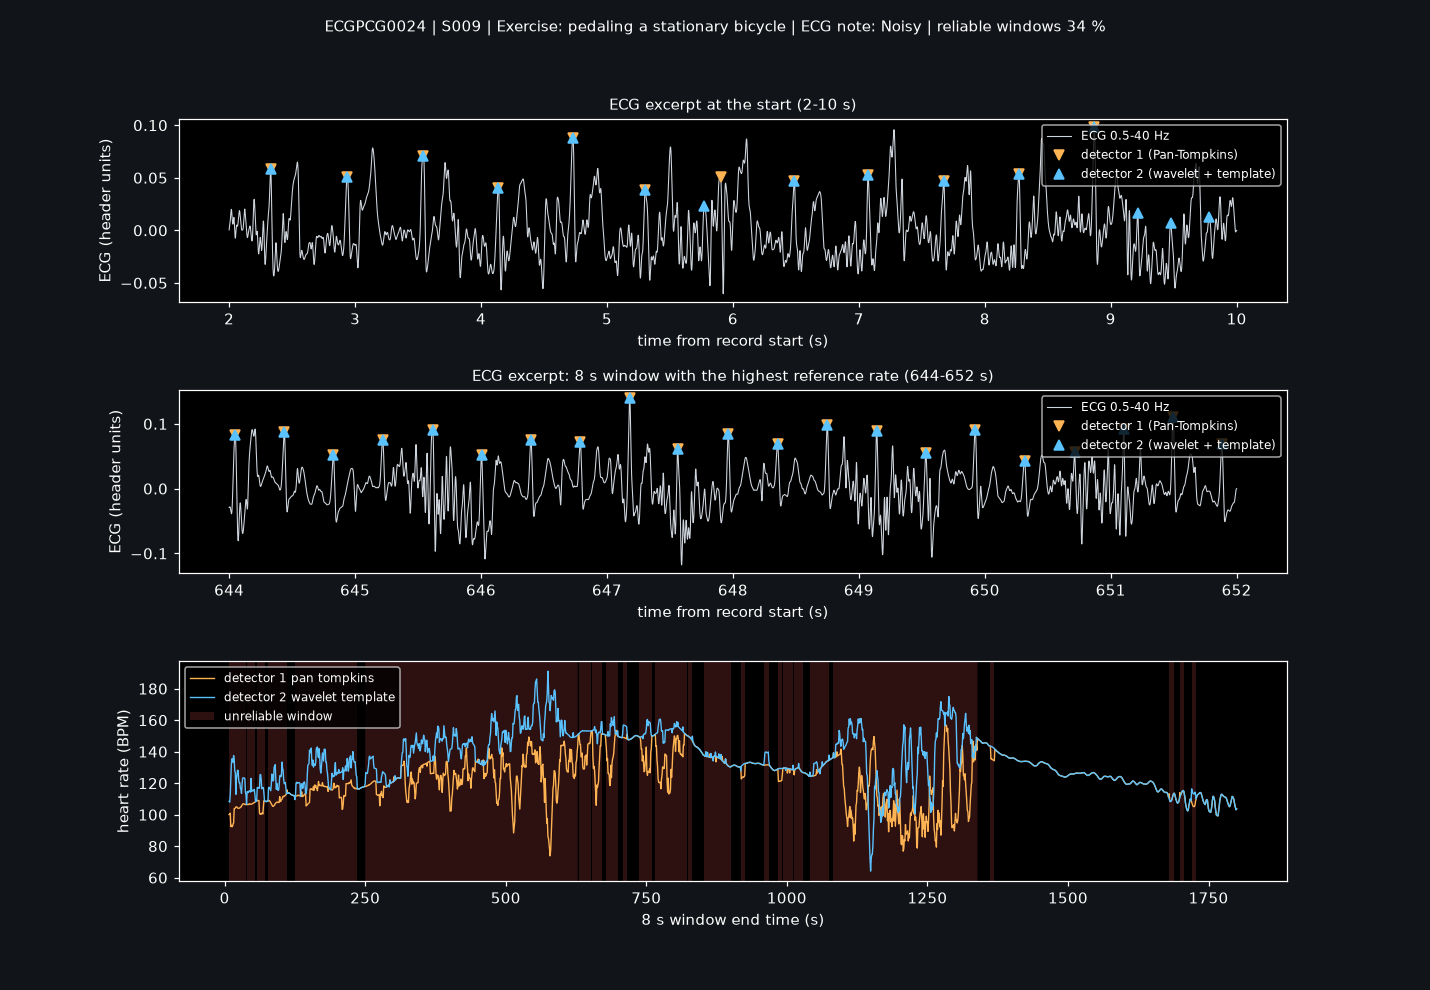 ECGPCG0024 | S009 | Exercise: pedaling a stationary bicycle | ECG note: Noisy | reliable windows 34 %
ECG excerpt at the start (2-10 s)
ECG (header units)
0.10
0.05
0.00
−0.05
ECG 0.5-40 Hz
detector 1 (Pan-Tompkins)
detector 2 (wavelet + template)
2 3 4 5 6 7 8 9 10
time from record start (s)
ECG excerpt: 8 s window with the highest reference rate (644-652 s)
ECG (header units)
0.1
0.0
−0.1
ECG 0.5-40 Hz
detector 1 (Pan-Tompkins)
detector 2 (wavelet + template)
644 645 646 647 648 649 650 651 652
time from record start (s)
heart rate (BPM)
180
160
140
120
100
80
60
detector 1 pan tompkins
detector 2 wavelet template
unreliable window
0 250 500 750 1000 1250 1500 1750
8 s window end time (s)